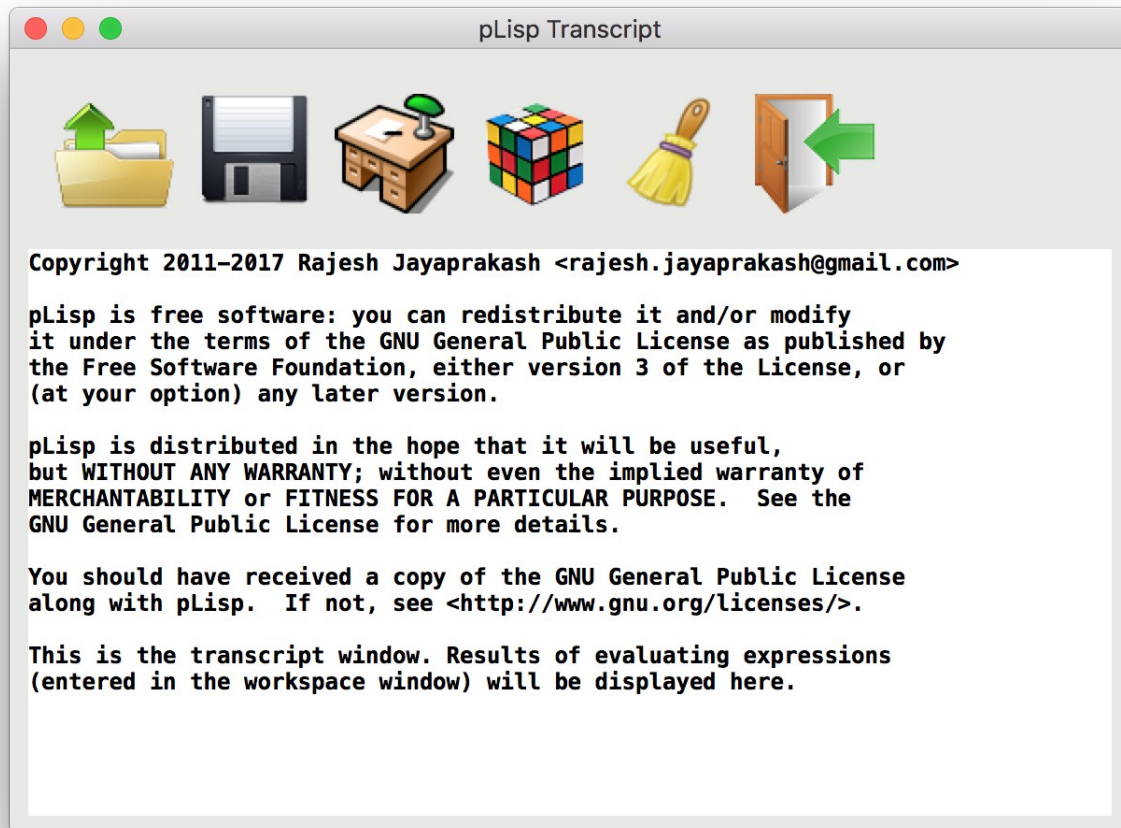 pLisp Transcript
Copyright 2011-2017 Rajesh Jayaprakash <rajesh.jayaprakash@gmail.com>
pLisp is free software: you can redistribute it and/or modify
it under the terms of the GNU General Public License as published by
the Free Software Foundation, either version 3 of the License, or
(at your option) any later version.
pLisp is distributed in the hope that it will be useful,
but WITHOUT ANY WARRANTY; without even the implied warranty of
MERCHANTABILITY or FITNESS FOR A PARTICULAR PURPOSE.  See the
GNU General Public License for more details.
You should have received a copy of the GNU General Public License
along with pLisp.  If not, see <http://www.gnu.org/licenses/>.
This is the transcript window. Results of evaluating expressions
(entered in the workspace window) will be displayed here.